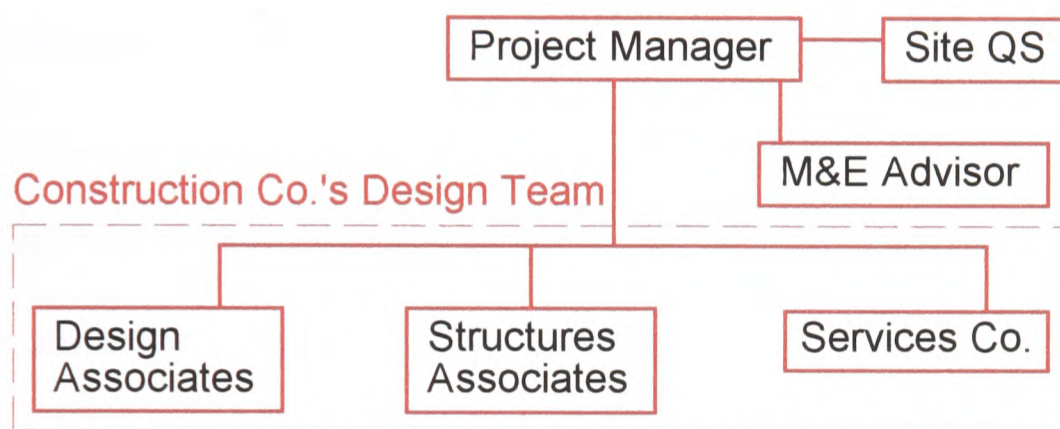 Project Manager
Site QS
M&E Advisor
Construction Co.'s Design Team
Design
Associates
Structures
Associates
Services Co.